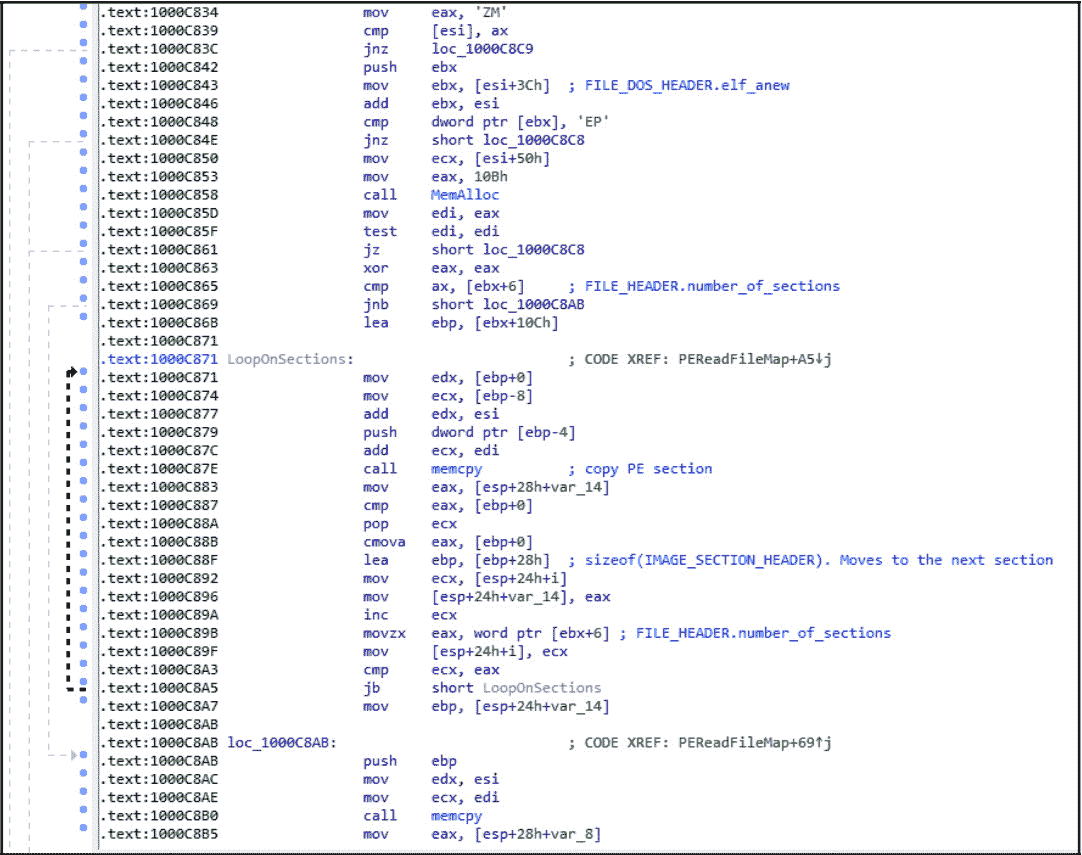 .text:1000C834 mov eax, 'ZM'
.text:1000C839 cmp [esi], ax
.text:1000C83C jnz loc_1000C8C9
.text:1000C842 push ebx
.text:1000C843 mov ebx, [esi+3Ch] ; FILE_DOS_HEADER.elf_anew
.text:1000C846 add ebx, esi
.text:1000C848 cmp dword ptr [ebx], 'EP'
.text:1000C84E jnz short loc_1000C8C8
.text:1000C850 mov ecx, [esi+50h]
.text:1000C853 mov eax, 10Bh
.text:1000C858 call MemAlloc
.text:1000C85D mov edi, eax
.text:1000C85F test edi, edi
.text:1000C861 jz short loc_1000C8C8
.text:1000C863 xor eax, eax
.text:1000C865 cmp ax, [ebx+6] ; FILE_HEADER.number_of_sections
.text:1000C869 jnb short loc_1000C8AB
.text:1000C86B lea ebp, [ebx+10Ch]
.text:1000C871
.text:1000C871 LoopOnSections: ; CODE XREF: PEReadFileMap+A5↓j
.text:1000C871 mov edx, [ebp+0]
.text:1000C874 mov ecx, [ebp-8]
.text:1000C877 add edx, esi
.text:1000C879 push dword ptr [ebp-4]
.text:1000C87C add ecx, edi
.text:1000C87E call memcpy ; copy PE section
.text:1000C883 mov eax, [esp+28h+var_14]
.text:1000C887 cmp eax, [ebp+0]
.text:1000C88A pop ecx
.text:1000C88B cmova eax, [ebp+0]
.text:1000C88F lea ebp, [ebp+28h] ; sizeof(IMAGE_SECTION_HEADER). Moves to the next section
.text:1000C892 mov ecx, [esp+24h+i]
.text:1000C896 mov [esp+24h+var_14], eax
.text:1000C89A inc ecx
.text:1000C89B movzx eax, word ptr [ebx+6] ; FILE_HEADER.number_of_sections
.text:1000C89F mov [esp+24h+i], ecx
.text:1000C8A3 cmp ecx, eax
.text:1000C8A5 jb short LoopOnSections
.text:1000C8A7 mov ebp, [esp+24h+var_14]
.text:1000C8AB
.text:1000C8AB loc_1000C8AB: ; CODE XREF: PEReadFileMap+69↑j
.text:1000C8AB push ebp
.text:1000C8AC mov edx, esi
.text:1000C8AE mov ecx, edi
.text:1000C8B0 call memcpy
.text:1000C8B5 mov eax, [esp+28h+var_8]